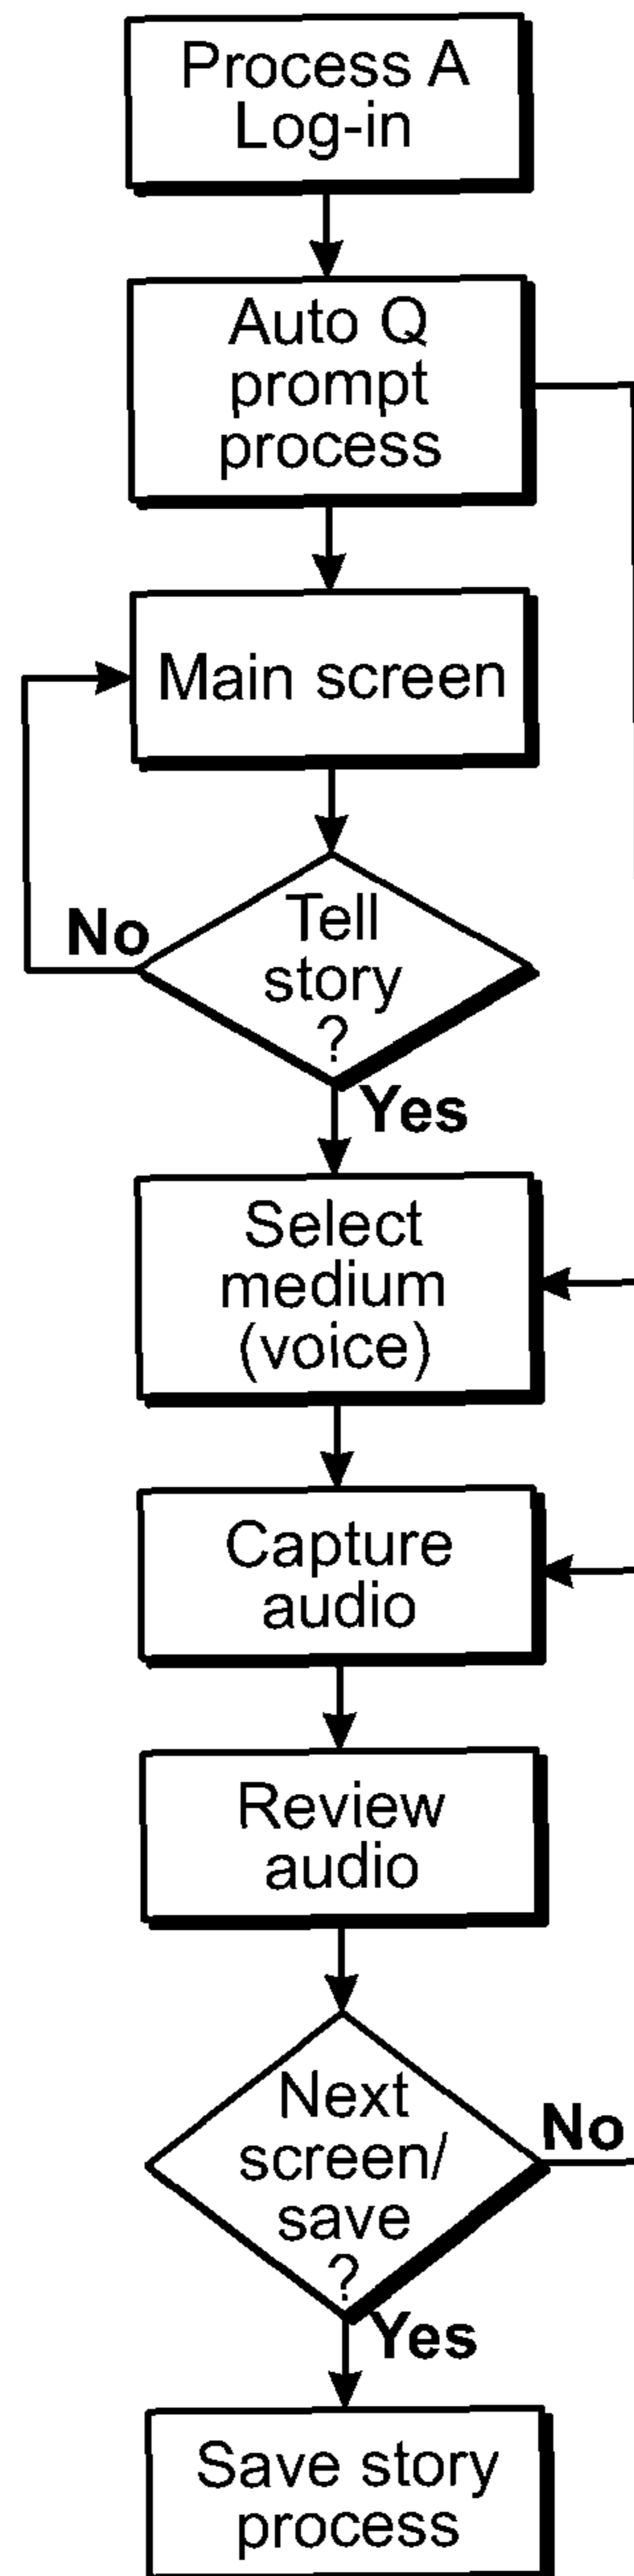 Process A
Log-in
Auto Q
prompt
process
Main screen
No
Tell
story
?
Yes
Select
medium
(voice)
Capture
audio
Review
audio
Next
screen/
save
?
No
Yes
Save story
process